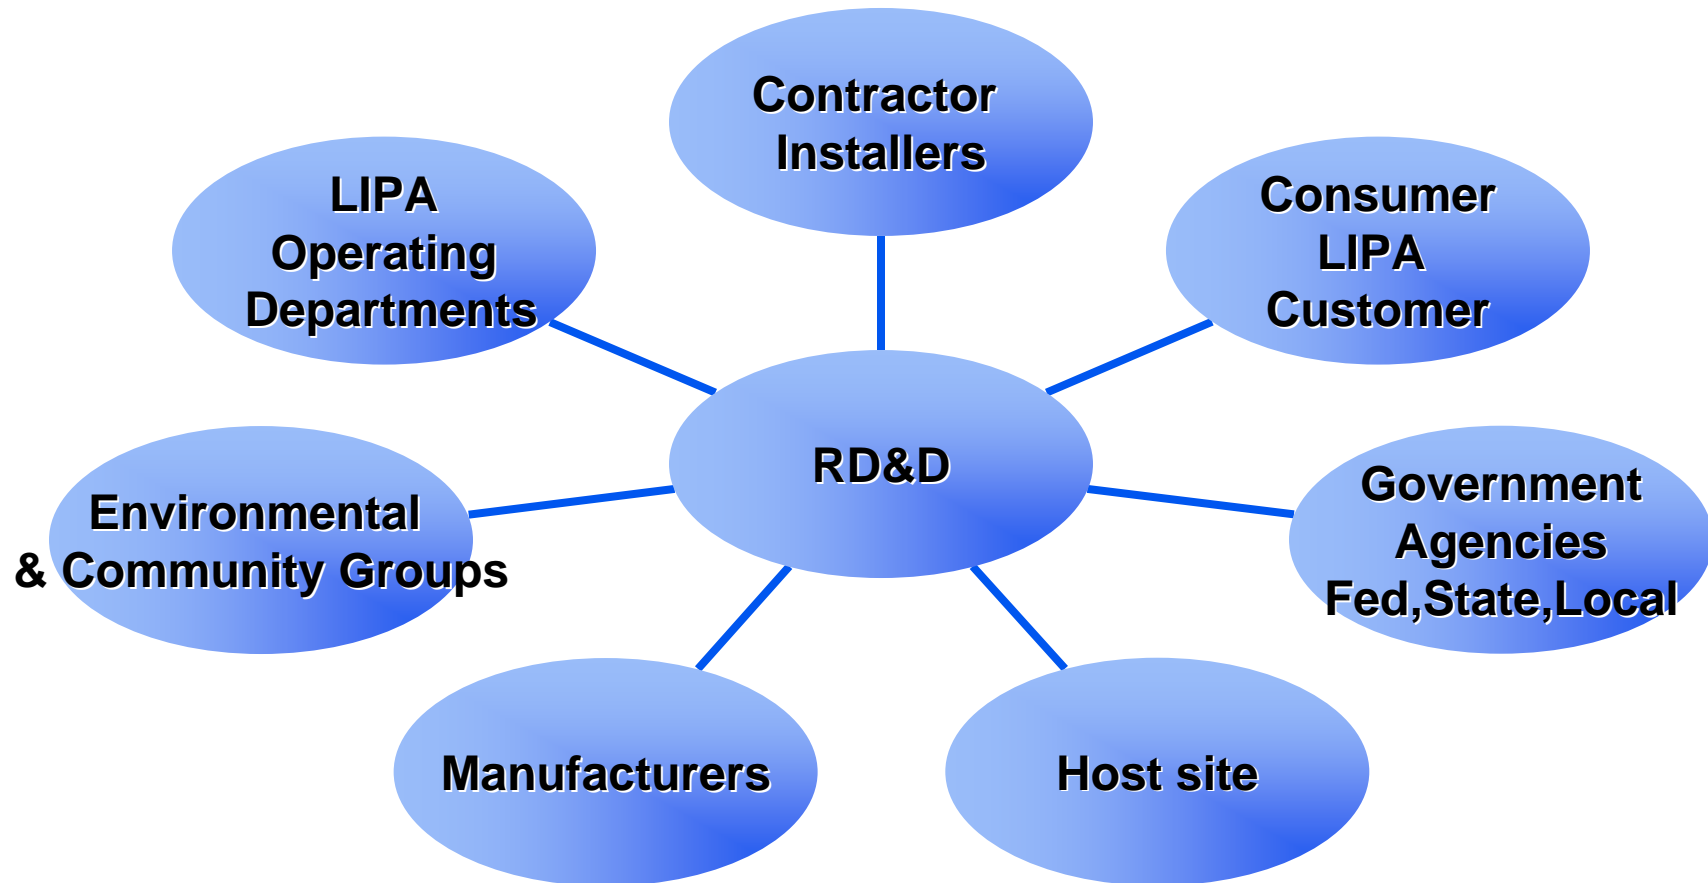 Contractor
Installers
LIPA
Operating
Departments
Consumer
LIPA
Customer
RD&D
Environmental
& Community Groups
Government
Agencies
Fed,State,Local
Manufacturers
Host site